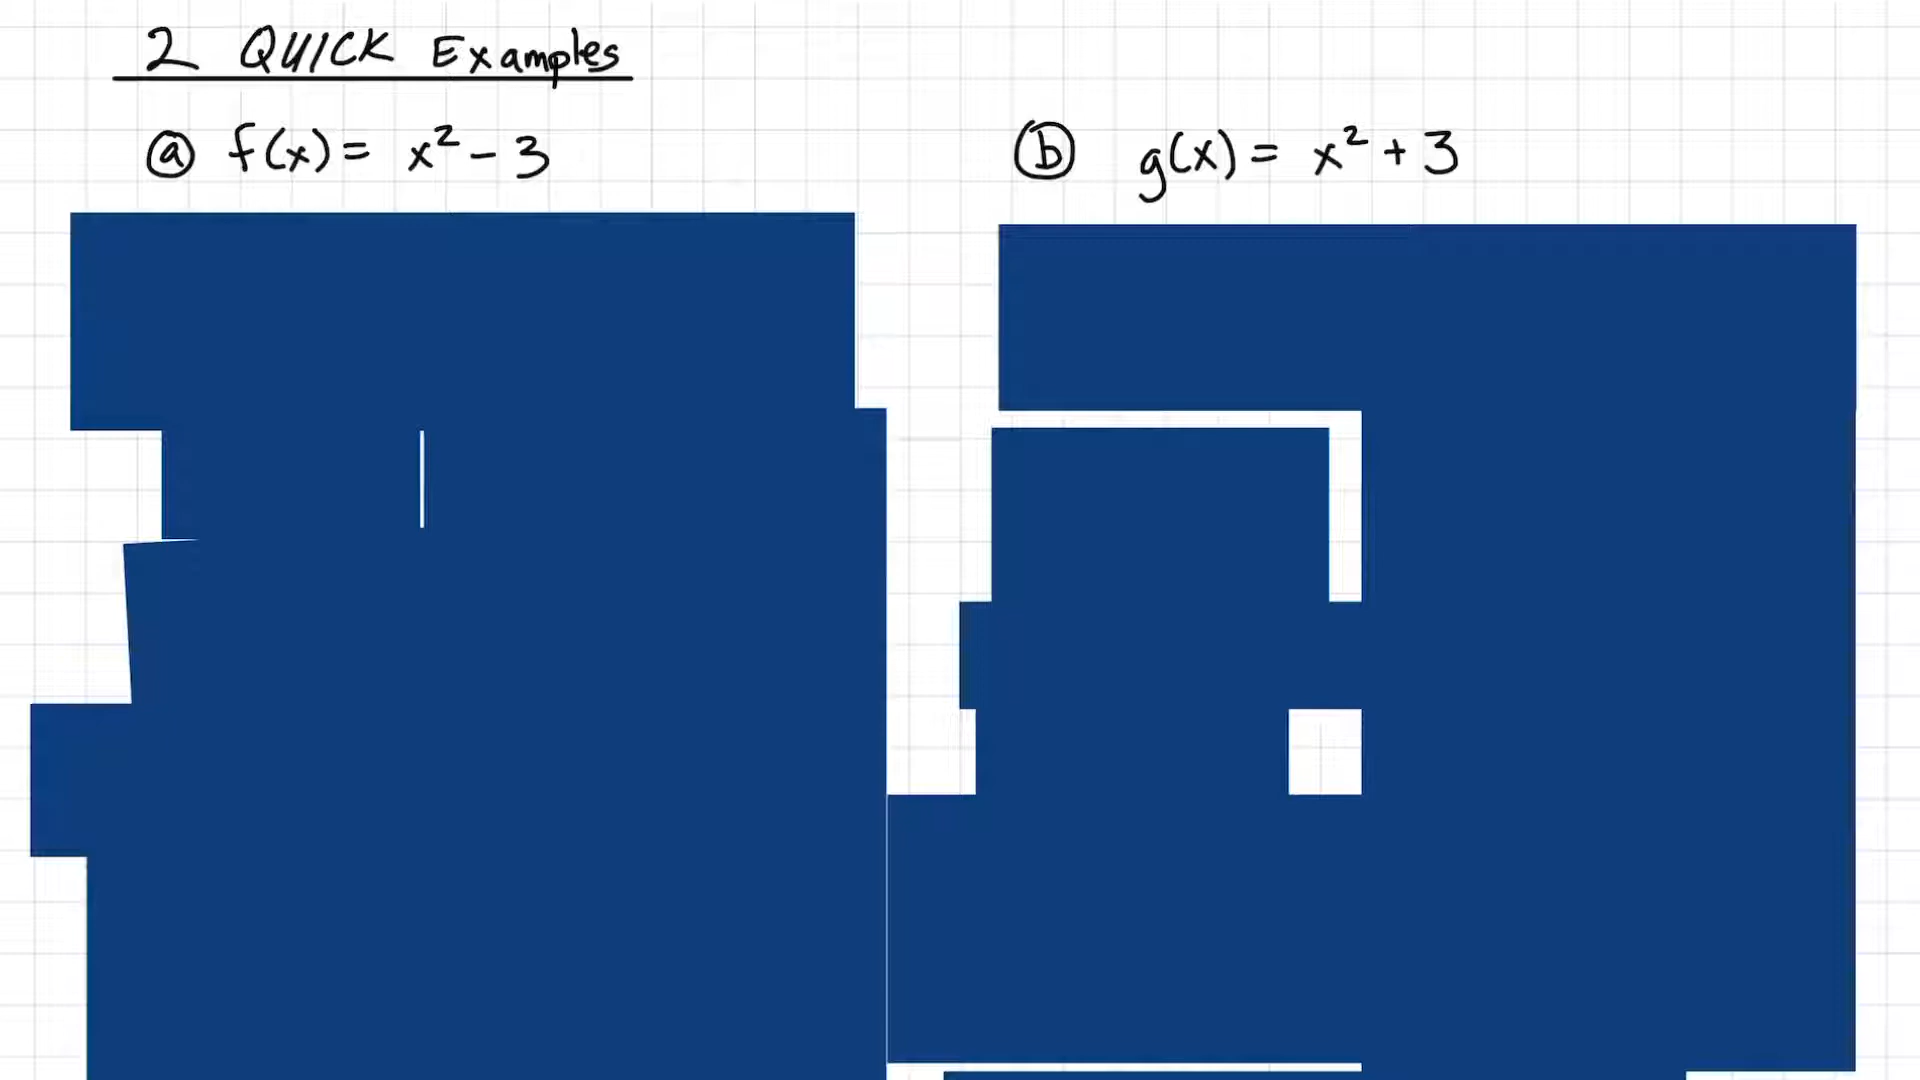 2 QUICK Examples
ⓐ f(x) = x² - 3
ⓑ g(x) = x² + 3